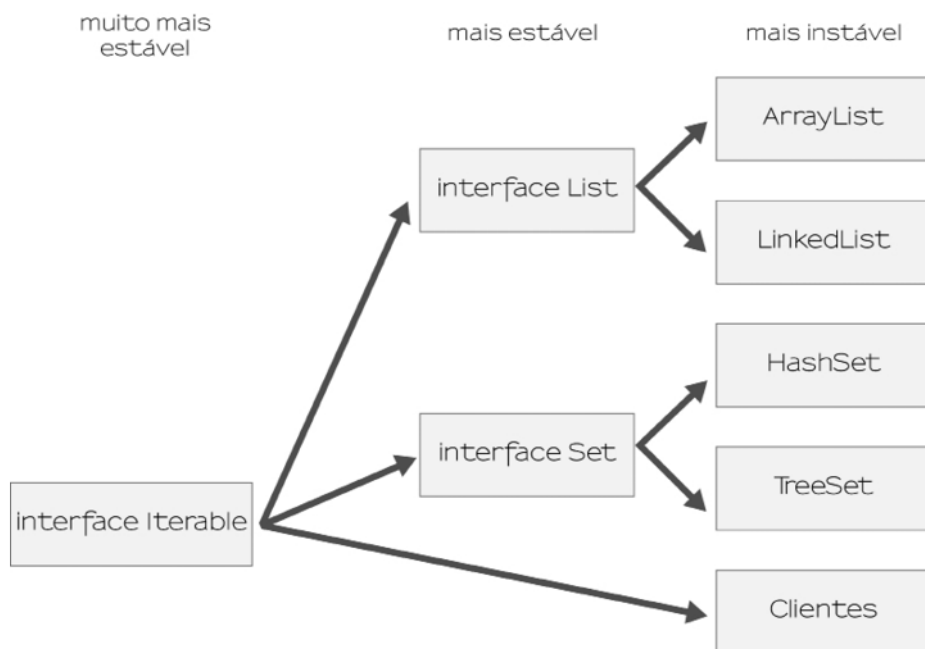 muito mais
estável
mais estável
mais instável
ArrayList
interface List
LinkedList
HashSet
interface Set
TreeSet
interface Iterable
Clientes